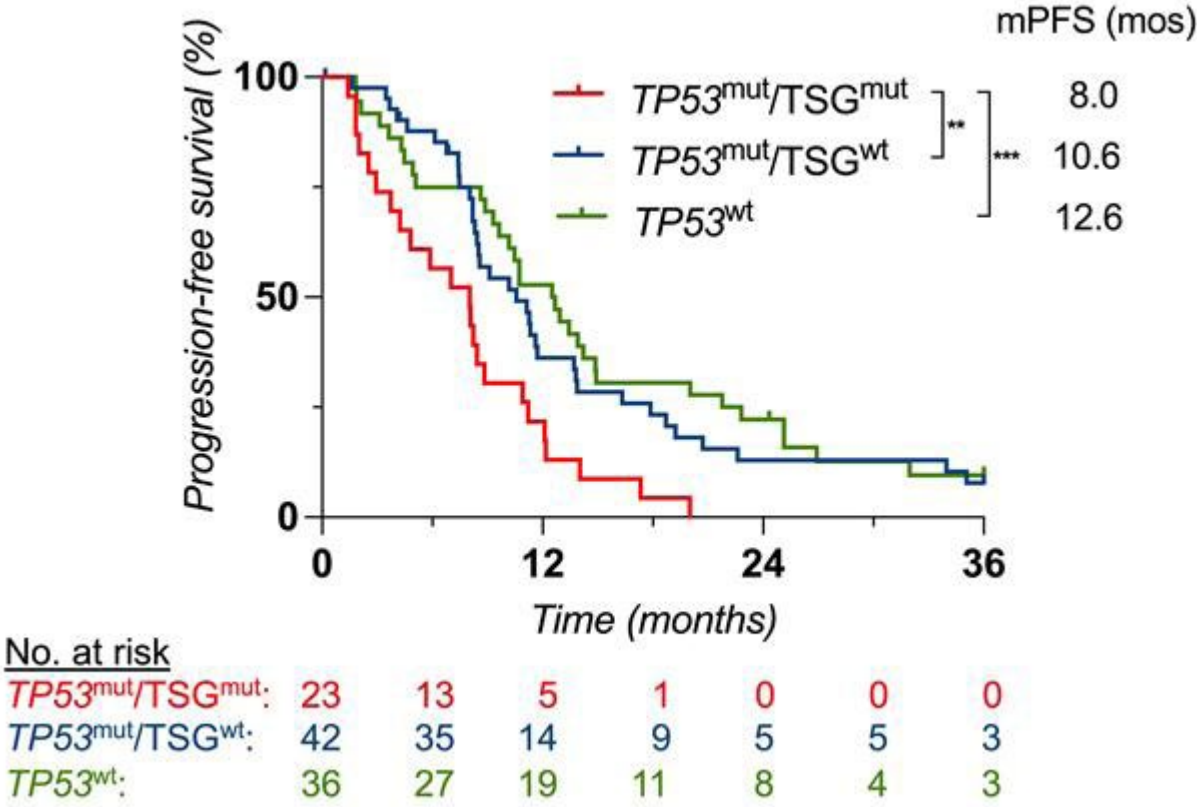 mPFS (mos)
Progression-free survival (%)
100
50
0
TP53mut/TSGmut 8.0
TP53mut/TSGwt 10.6
TP53wt 12.6
**
***
0 12 24 36
Time (months)
No. at risk
TP53mut/TSGmut: 23 13 5 1 0 0 0
TP53mut/TSGwt: 42 35 14 9 5 5 3
TP53wt: 36 27 19 11 8 4 3